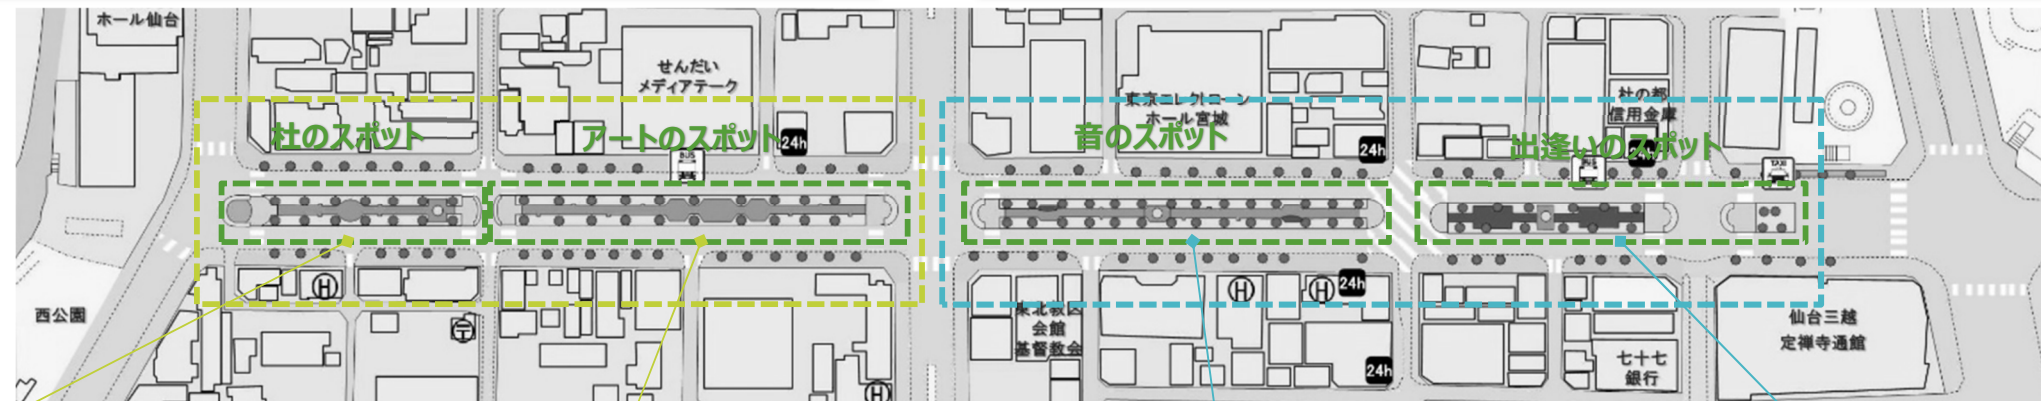 ホール仙台
せんだい
メディアテーク
東京エレクトロン
ホール宮城
杜の都
信用金庫
杜のスポット
アートのスポット
音のスポット
出逢いのスポット
24h
24h
BUS
BUS
TAXI
西公園
H
H
H
24h
東北教区
会館
基督教会
仙台三越
定禅寺通館
七十七
銀行
24h
H